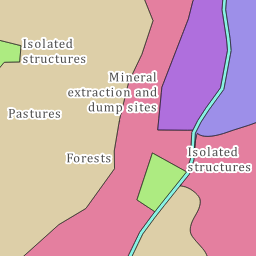 Isolated
structures
Mineral
extraction and
dump sites
Pastures
Forests
Isolated
structures